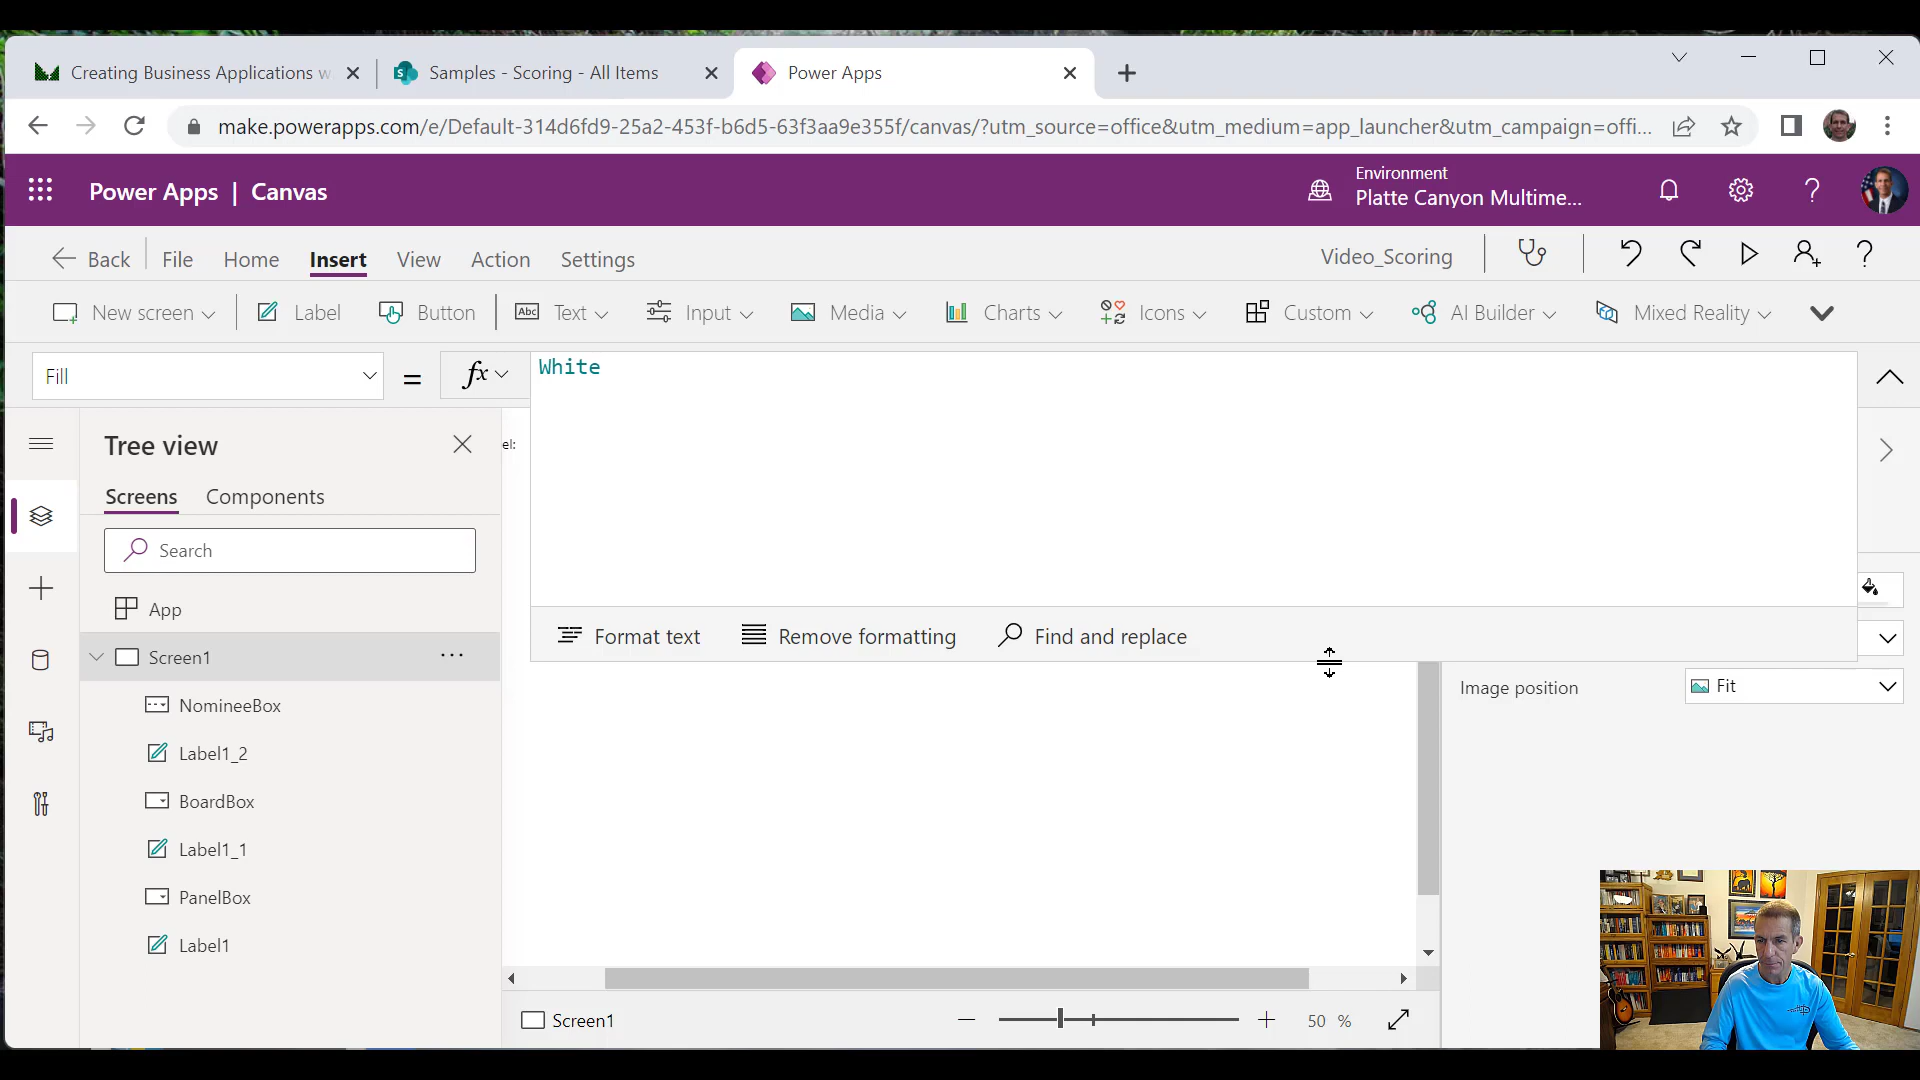 Creating Business Applications w
Samples - Scoring - All Items
Power Apps
make.powerapps.com/e/Default-314d6fd9-25a2-453f-b6d5-63f3aa9e355f/canvas/?utm_source=office&utm_medium=app_launcher&utm_campaign=offi...
Power Apps | Canvas
Environment
Platte Canyon Multime...
Back
File
Home
Insert
View
Action
Settings
Video_Scoring
New screen
Label
Button
Abc
Text
Input
Media
Charts
Icons
Custom
AI Builder
Mixed Reality
Fill
=
fx
White
Tree view
el:
Screens
Components
Search
App
Format text
Remove formatting
Find and replace
Screen1
Image position
Fit
NomineeBox
Label1_2
BoardBox
Label1_1
PanelBox
Label1
Screen1
50 %